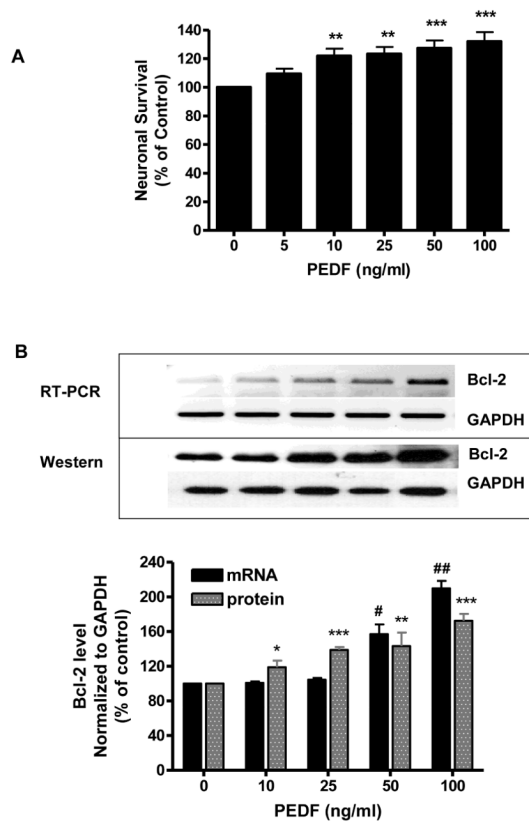 A
Neuronal Survival
(% of Control)
140
120
100
80
60
40
20
0
**
**
***
***
0 5 10 25 50 100
PEDF (ng/ml)
B
RT-PCR
Bcl-2
GAPDH
Western
Bcl-2
GAPDH
Bcl-2 level
Normalized to GAPDH
(% of control)
240
200
160
120
80
40
0
mRNA
protein
*
***
#
**
##
***
0 10 25 50 100
PEDF (ng/ml)